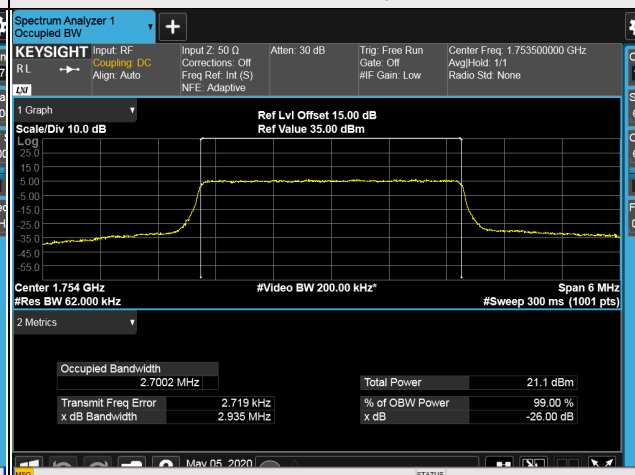 Spectrum Analyzer 1
Occupied BW
KEYSIGHT
Input: RF
Coupling: DC
Align: Auto
Input Z: 50 Ω
Corrections: Off
Freq Ref: Int (S)
NFE: Adaptive
Atten: 30 dB
Trig: Free Run
Gate: Off
#IF Gain: Low
Center Freq: 1.753500000 GHz
Avg|Hold: 1/1
Radio Std: None
R L
LXI
1 Graph
Scale/Div 10.0 dB
Ref Lvl Offset 15.00 dB
Ref Value 35.00 dBm
Log
25.0
15.0
5.00
-5.00
-15.0
-25.0
-35.0
-45.0
-55.0
Center 1.754 GHz
#Video BW 200.00 kHz*
Span 6 MHz
#Res BW 62.000 kHz
#Sweep 300 ms (1001 pts)
2 Metrics
Occupied Bandwidth
2.7002 MHz
Total Power 21.1 dBm
Transmit Freq Error 2.719 kHz
% of OBW Power 99.00 %
x dB Bandwidth 2.935 MHz
x dB -26.00 dB
May 05, 2020
MSG
STATUS